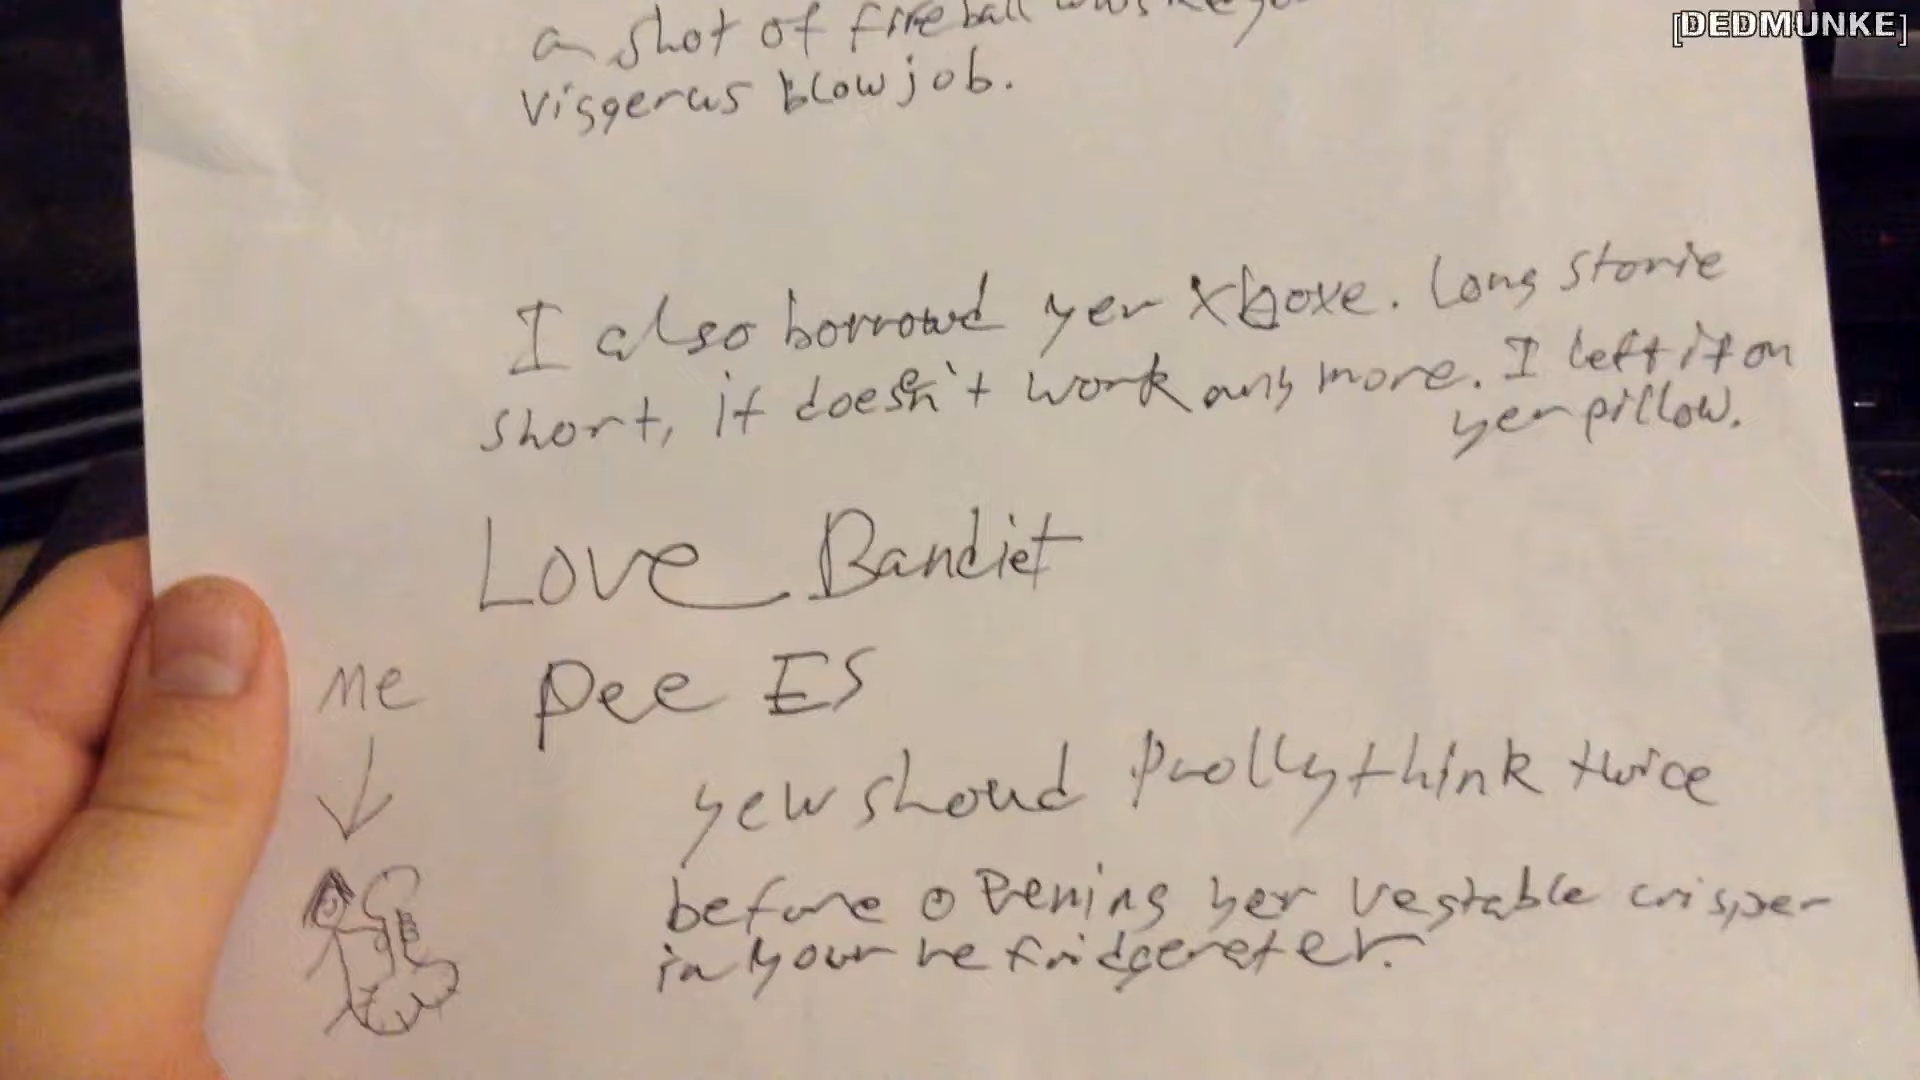 [DEDMUNKE]
a shot of fireball
visgerus blowjob.
I also borrowd yer xboxe. Long storie
short, it doesn't work any more. I left it on
yer pillow.
Love Bandiet
Me
Pee ES
yew shoud prolly think twice
before opening yer vegtable crisper
in your refridgereter.